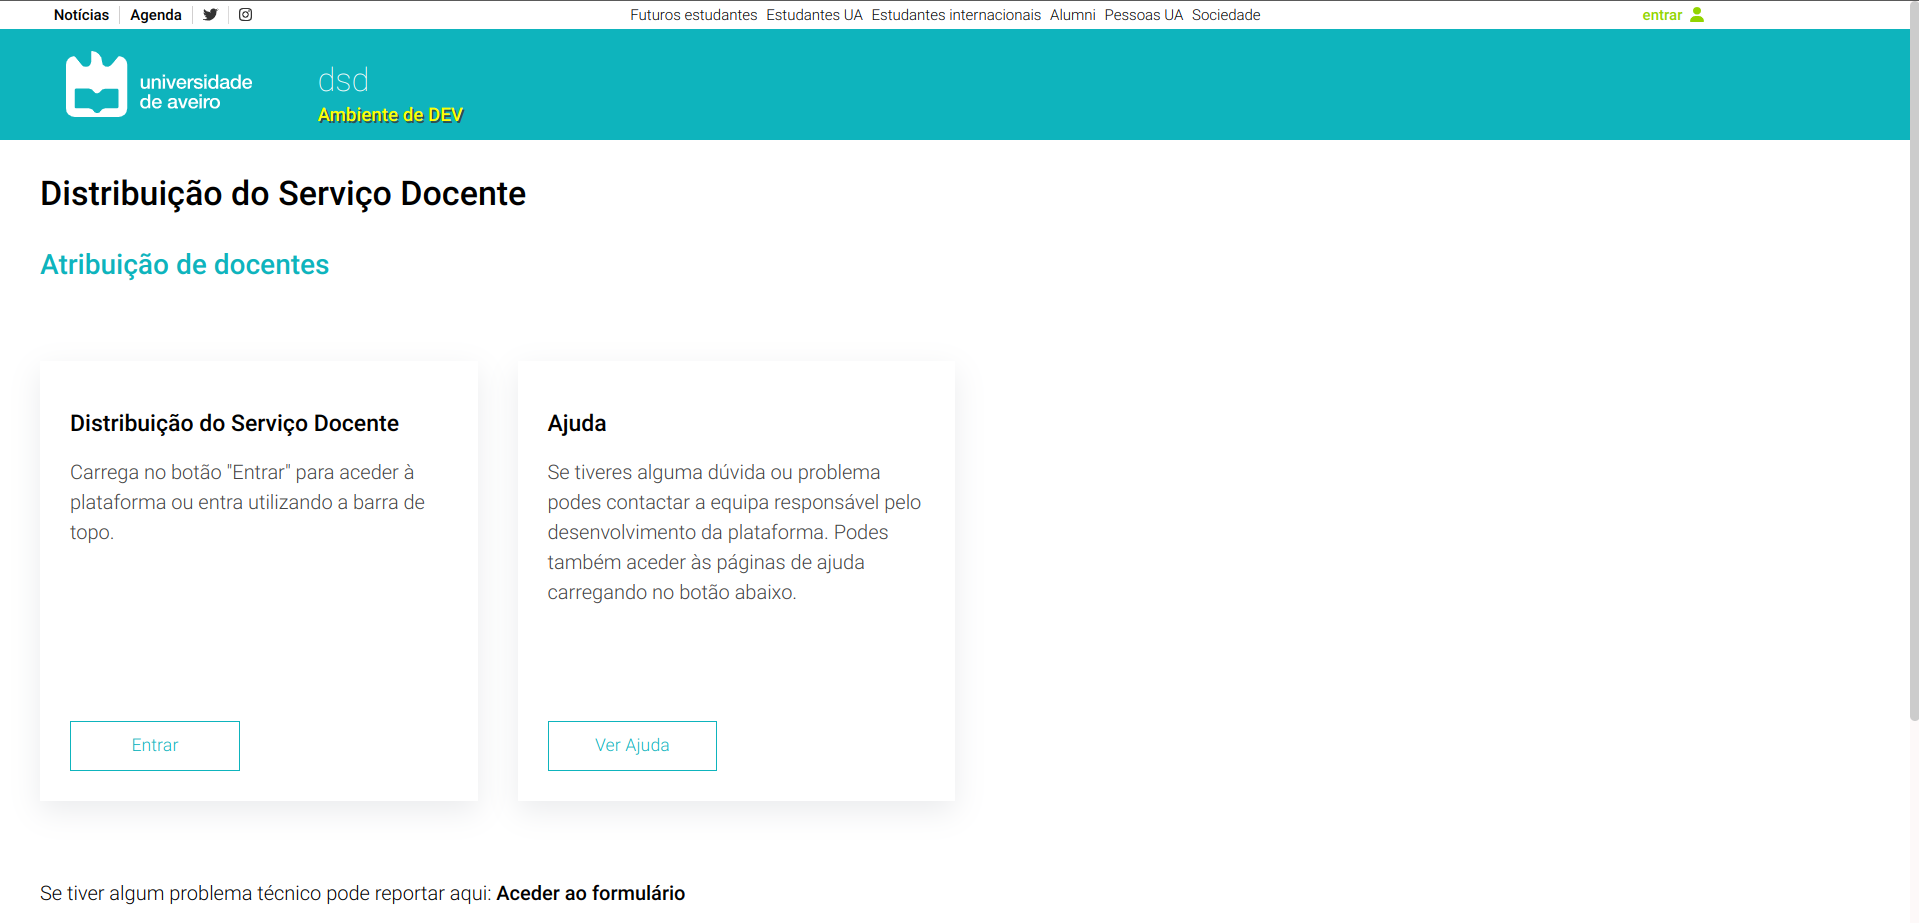 Notícias
Agenda
Futuros estudantes Estudantes UA Estudantes internacionais Alumni Pessoas UA Sociedade
entrar
universidade
de aveiro
dsd
Ambiente de DEV
Distribuição do Serviço Docente
Atribuição de docentes
Distribuição do Serviço Docente
Carrega no botão "Entrar" para aceder à
plataforma ou entra utilizando a barra de
topo.
Entrar
Ajuda
Se tiveres alguma dúvida ou problema
podes contactar a equipa responsável pelo
desenvolvimento da plataforma. Podes
também aceder às páginas de ajuda
carregando no botão abaixo.
Ver Ajuda
Se tiver algum problema técnico pode reportar aqui: Aceder ao formulário